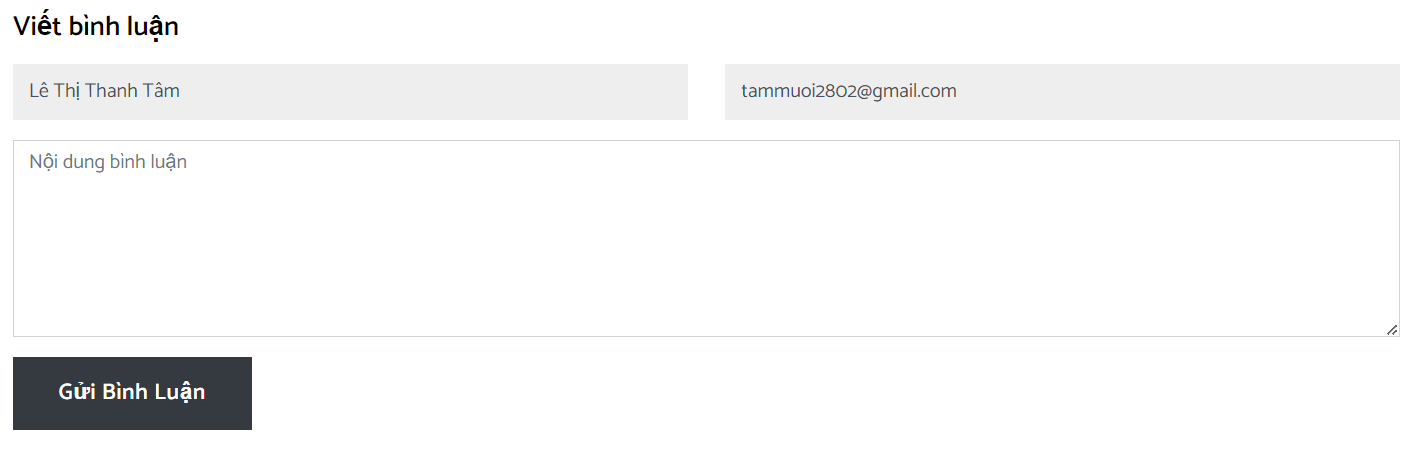 Viết bình luận
Lê Thị Thanh Tâm
tammuoi2802@gmail.com
Nội dung bình luận
Gửi Bình Luận